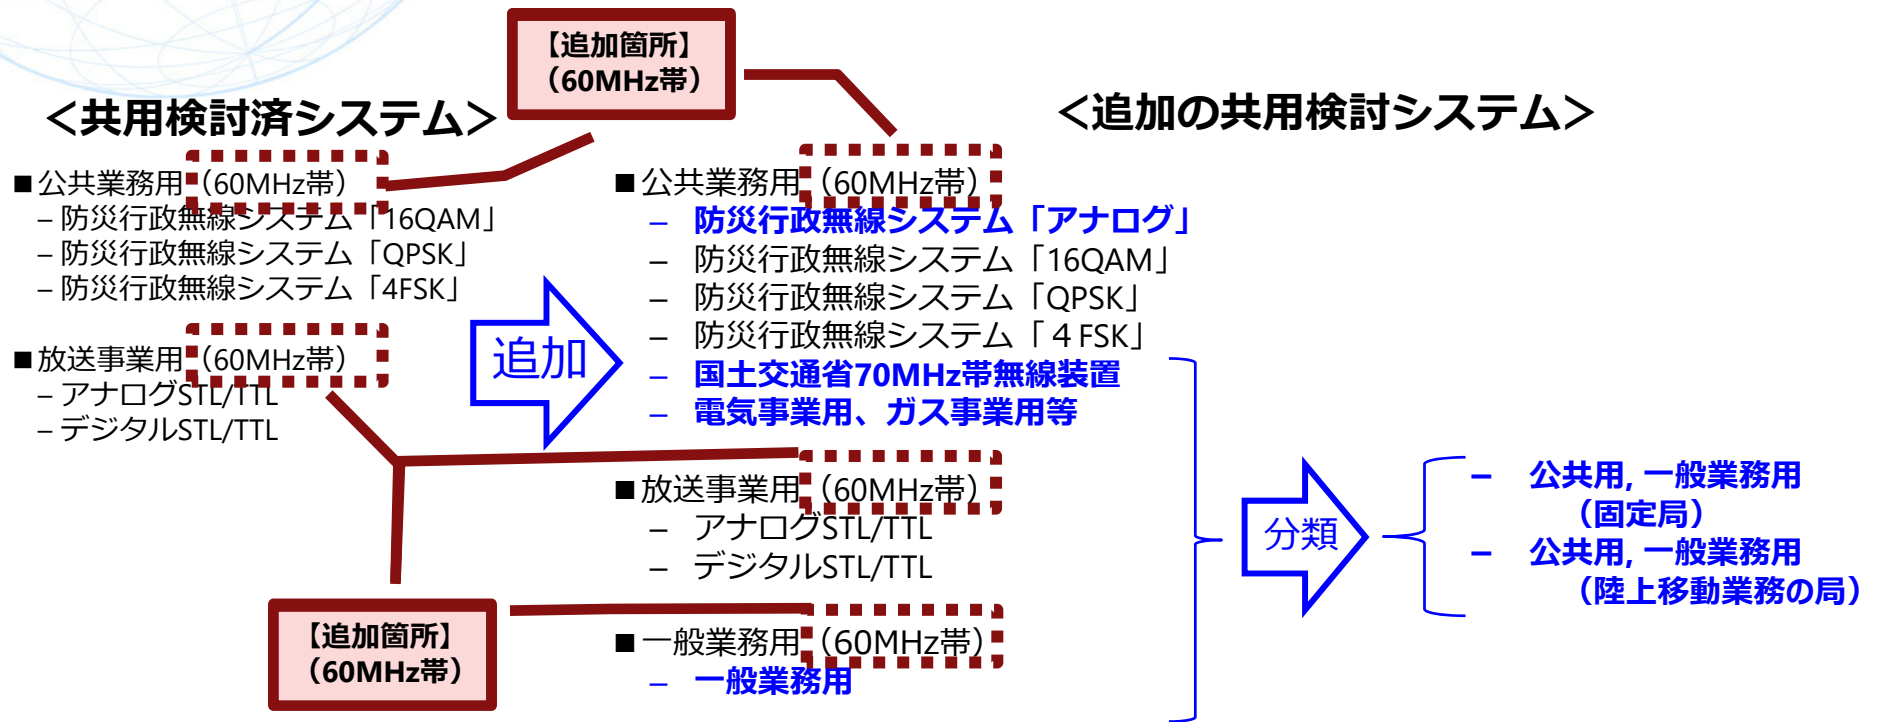 【追加箇所】
（60MHz帯）
＜共用検討済システム＞
■公共業務用（60MHz帯）
– 防災行政無線システム「16QAM」
– 防災行政無線システム「QPSK」
– 防災行政無線システム「4FSK」
■放送事業用（60MHz帯）
– アナログSTL/TTL
– デジタルSTL/TTL
追加
＜追加の共用検討システム＞
■公共業務用（60MHz帯）
– 防災行政無線システム「アナログ」
– 防災行政無線システム「16QAM」
– 防災行政無線システム「QPSK」
– 防災行政無線システム「４FSK」
– 国土交通省70MHz帯無線装置
– 電気事業用、ガス事業用等
■放送事業用（60MHz帯）
– アナログSTL/TTL
– デジタルSTL/TTL
■一般業務用（60MHz帯）
– 一般業務用
【追加箇所】
（60MHz帯）
分類
– 公共用, 一般業務用
（固定局）
– 公共用, 一般業務用
（陸上移動業務の局）